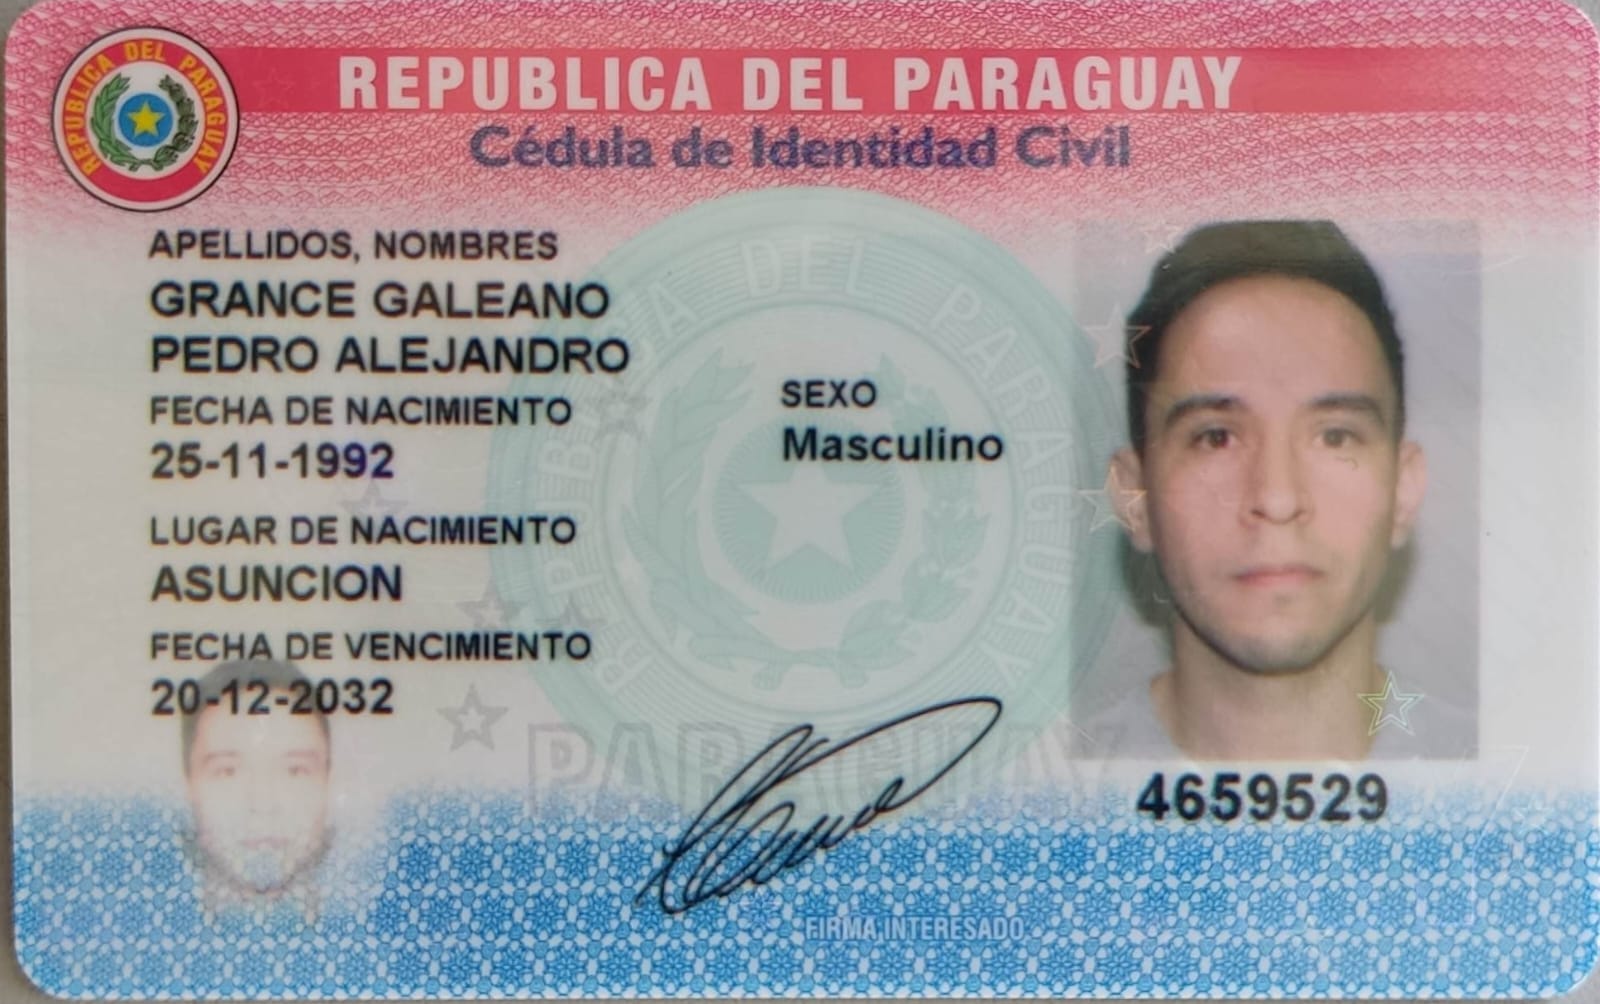 REPUBLICA DEL PARAGUAY
REPUBLICA DEL PARAGUAY
Cédula de Identidad Civil
APELLIDOS, NOMBRES
GRANCE GALEANO
PEDRO ALEJANDRO
FECHA DE NACIMIENTO
25-11-1992
SEXO
Masculino
LUGAR DE NACIMIENTO
ASUNCION
FECHA DE VENCIMIENTO
20-12-2032
REPUBLICA DEL PARAGUAY
PARAGUAY
4659529
FIRMA INTERESADO